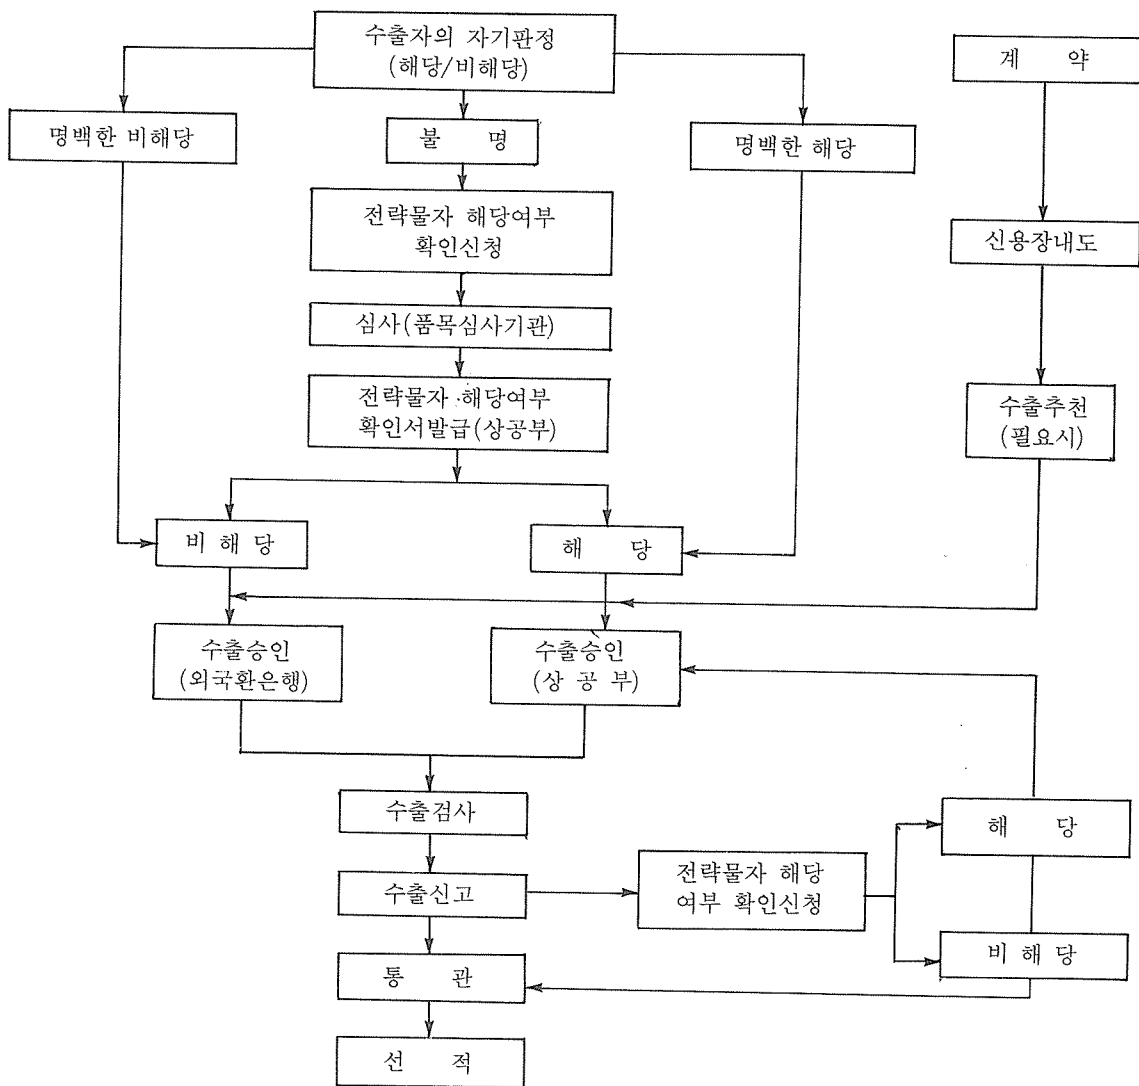 수출자의 자기판정
(해당/비해당)
계 약
명백한 비해당
불 명
명백한 해당
전략물자 해당여부
확인신청
신용장내도
심사(품목심사기관)
전략물자 해당여부
확인서발급(상공부)
수출추천
(필요시)
비 해 당
해 당
수출승인
(외국환은행)
수출승인
(상 공 부)
수출검사
해 당
전략물자 해당
여부 확인신청
수출신고
비 해 당
통 관
선 적